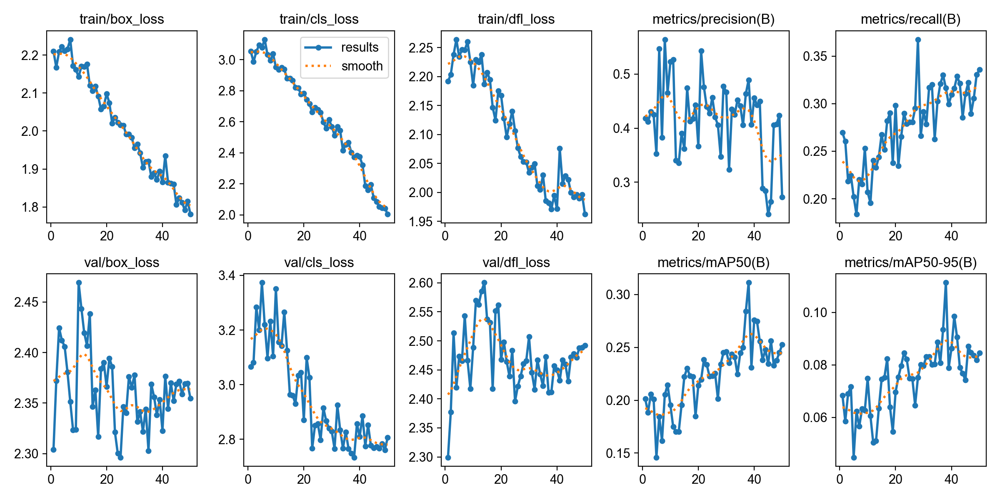 train/box_loss
2.2
2.1
2.0
1.9
1.8
0 20 40
train/cls_loss
results
smooth
3.0
2.8
2.6
2.4
2.2
2.0
0 20 40
train/dfl_loss
2.25
2.20
2.15
2.10
2.05
2.00
1.95
0 20 40
metrics/precision(B)
0.5
0.4
0.3
0 20 40
metrics/recall(B)
0.35
0.30
0.25
0.20
0 20 40
val/box_loss
2.45
2.40
2.35
2.30
0 20 40
val/cls_loss
3.4
3.2
3.0
2.8
0 20 40
val/dfl_loss
2.60
2.55
2.50
2.45
2.40
2.35
2.30
0 20 40
metrics/mAP50(B)
0.30
0.25
0.20
0.15
0 20 40
metrics/mAP50-95(B)
0.10
0.08
0.06
0 20 40